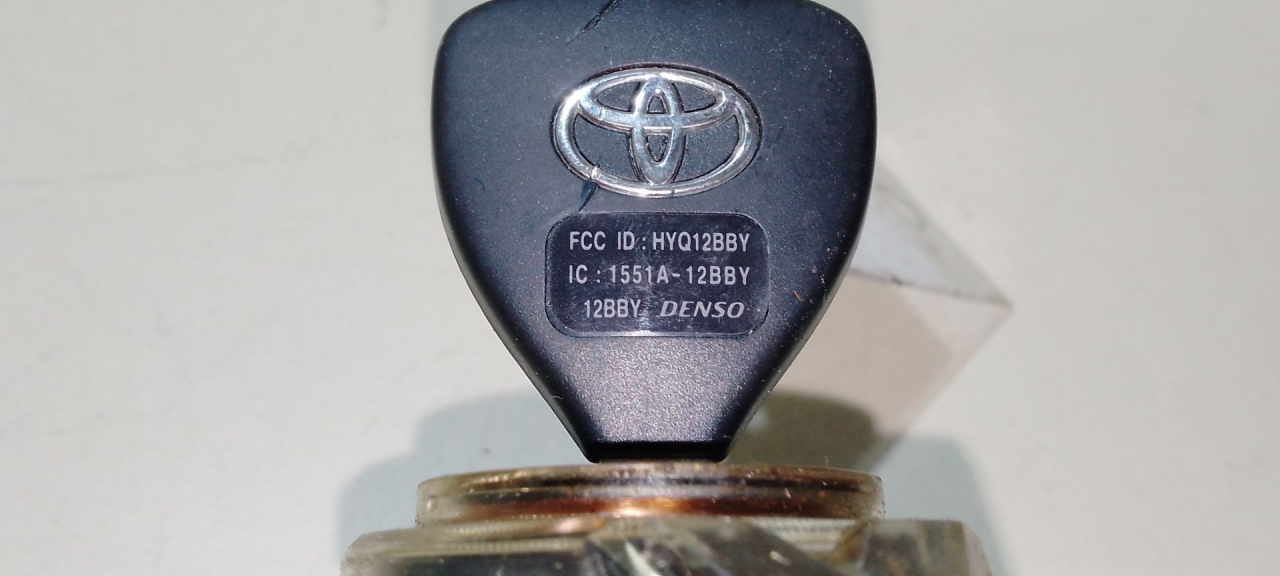 FCC ID : HYQ12BBY
IC : 1551A-12BBY
12BBY DENSO